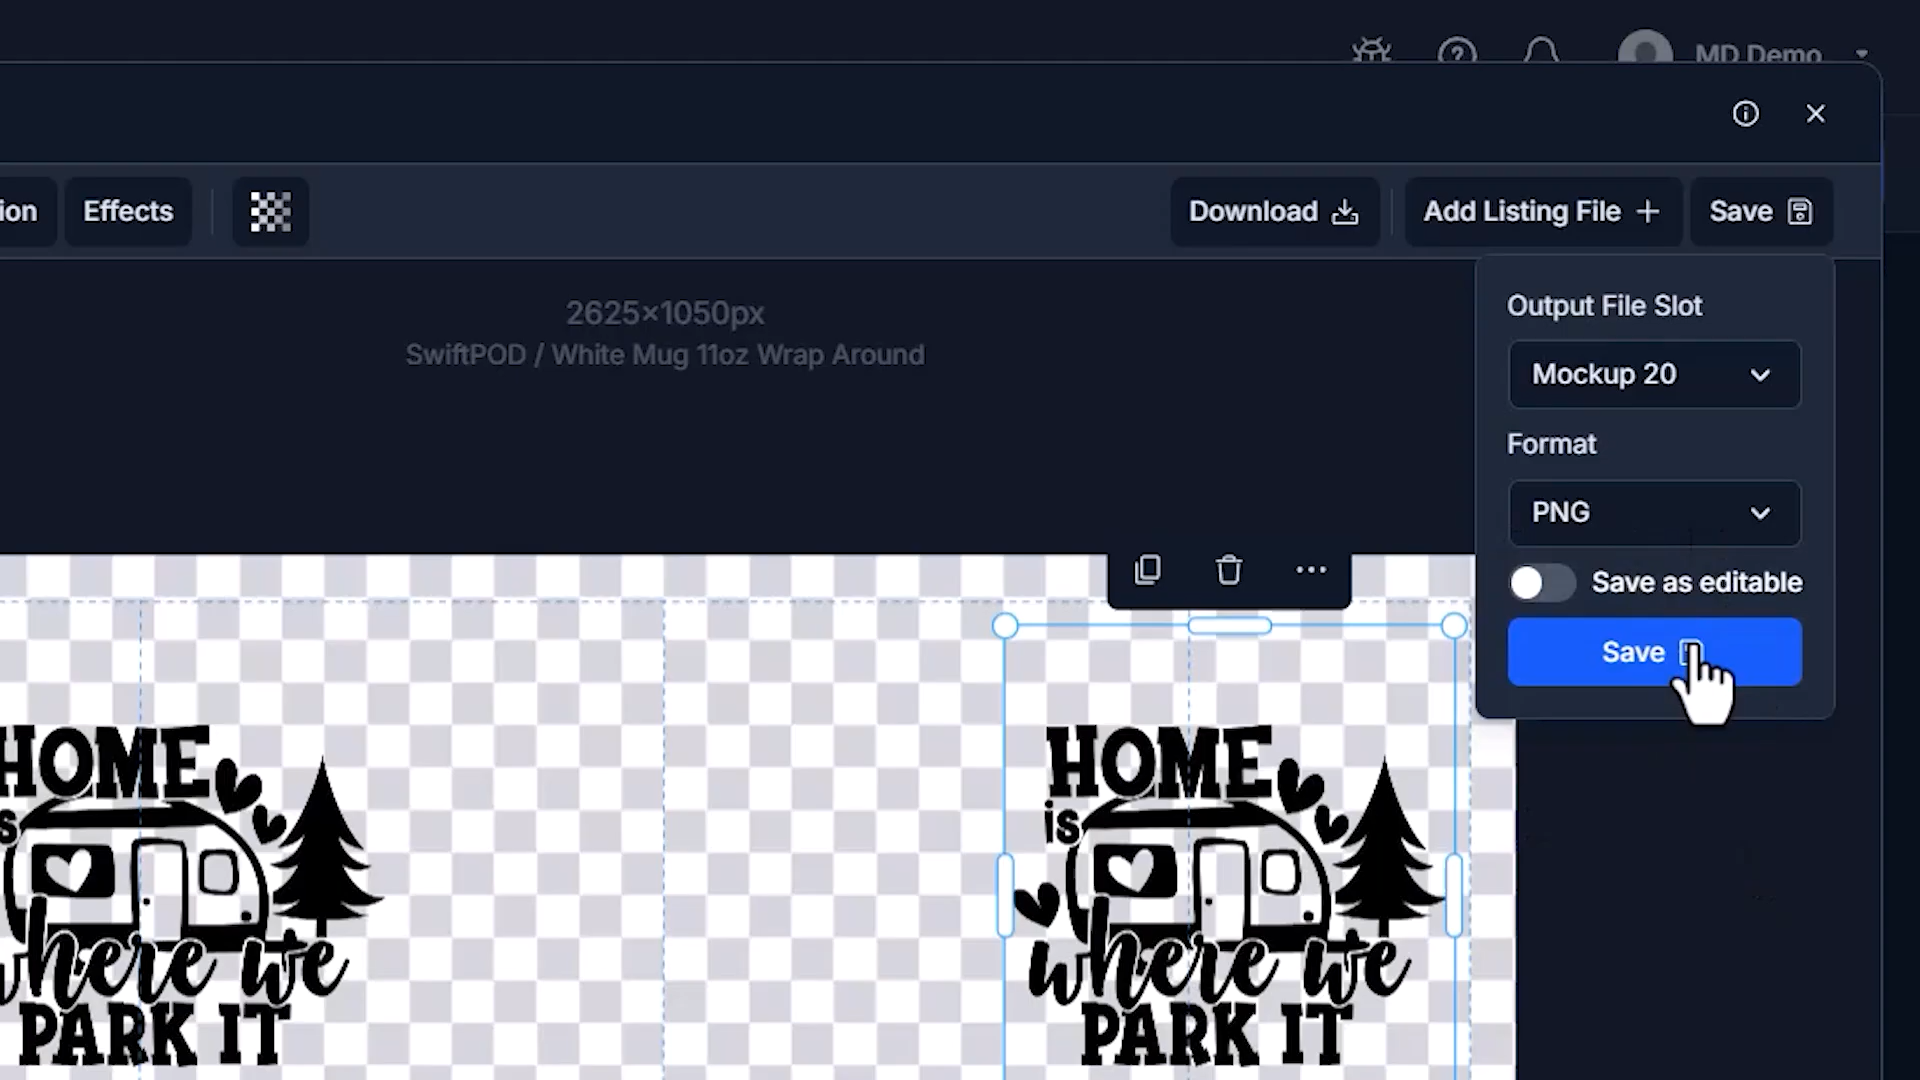 MD Demo
ion
Effects
Download
Add Listing File
Save
2625×1050px
SwiftPOD / White Mug 11oz Wrap Around
Output File Slot
Mockup 20
Format
PNG
Save as editable
Save
HOME
is
where we
PARK IT
HOME
is
where we
PARK IT